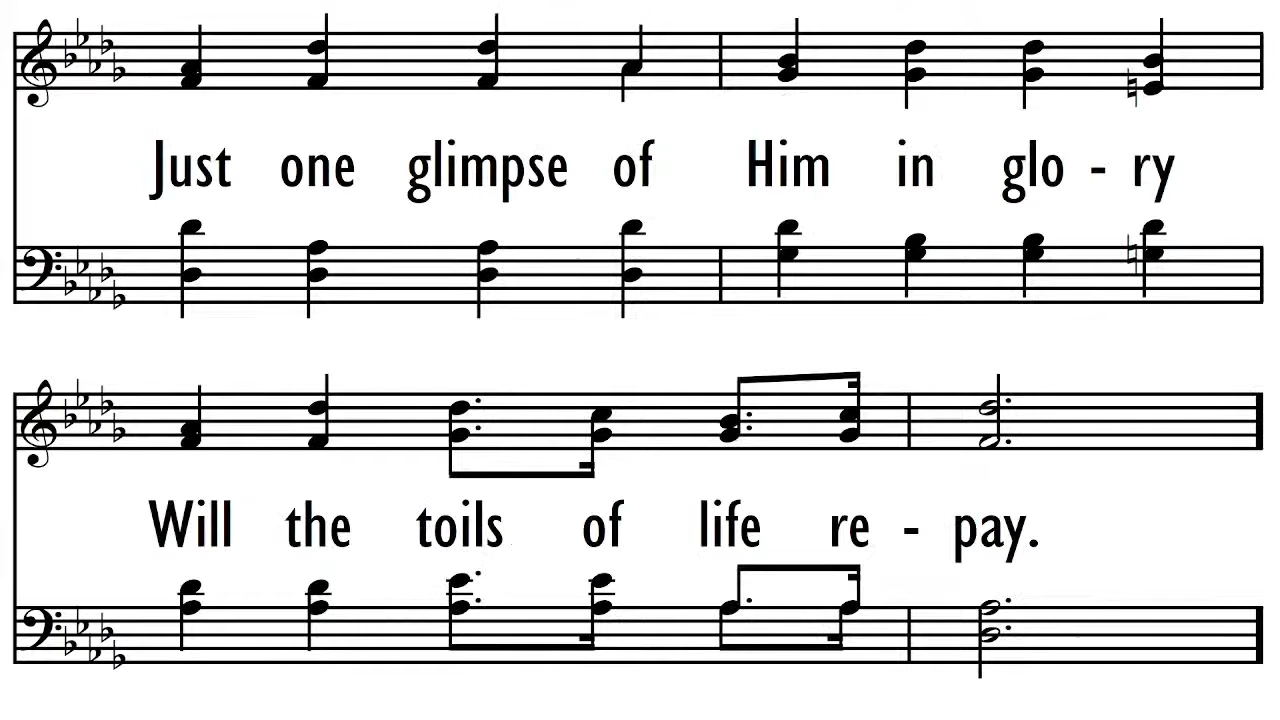 Just one glimpse of Him in glo - ry
Will the toils of life re - pay.